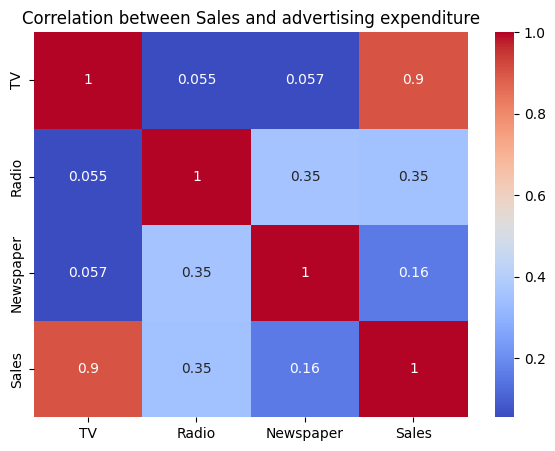 Correlation between Sales and advertising expenditure
TV 1 0.055 0.057 0.9
Radio 0.055 1 0.35 0.35
Newspaper 0.057 0.35 1 0.16
Sales 0.9 0.35 0.16 1
TV Radio Newspaper Sales
1.0
0.8
0.6
0.4
0.2